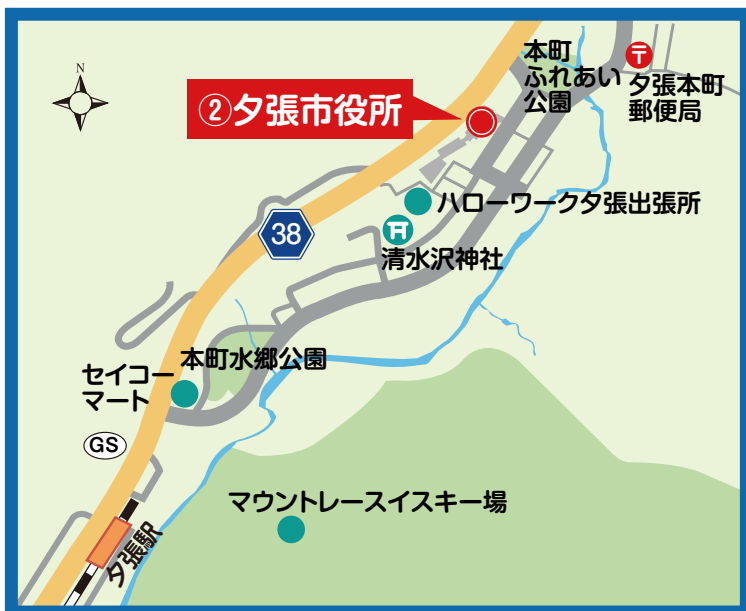 N
本町
ふれあい
公園
〒
夕張本町
郵便局
②夕張市役所
ハローワーク夕張出張所
38
清水沢神社
本町水郷公園
セイコー
マート
GS
マウントレースイスキー場
夕張駅